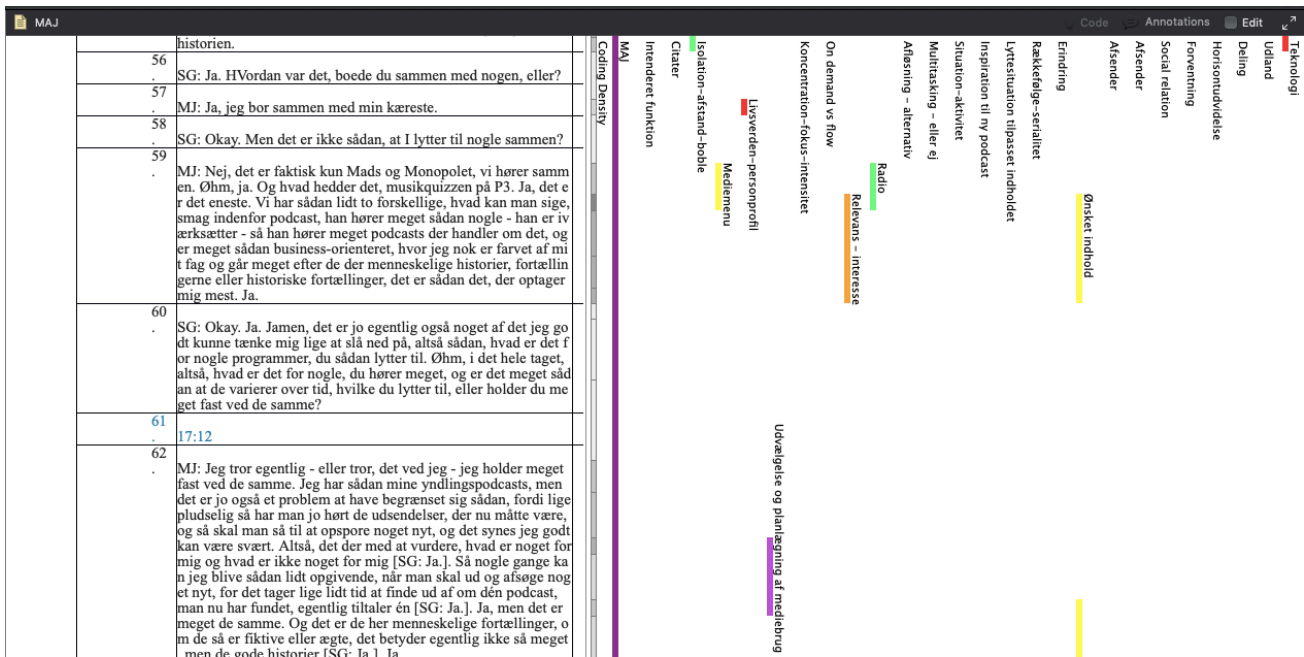 MAJ
Code
Annotations
Edit
historien.
56
.
SG: Ja. HVordan var det, boede du sammen med nogen, eller?
57
.
MJ: Ja, jeg bor sammen med min kæreste.
58
.
SG: Okay. Men det er ikke sådan, at I lytter til nogle sammen?
59
.
MJ: Nej, det er faktisk kun Mads og Monopolet, vi hører samm
en. Øhm, ja. Og hvad hedder det, musikquizzen på P3. Ja, det e
r det eneste. Vi har sådan lidt to forskellige, hvad kan man sige,
smag indenfor podcast, han hører meget sådan nogle - han er iv
ærksætter - så han hører meget podcasts der handler om det, og
er meget sådan business-orienteret, hvor jeg nok er farvet af mi
t fag og går meget efter de der menneskelige historier, fortællin
gerne eller historiske fortællinger, det er sådan det, der optager
mig mest. Ja.
60
.
SG: Okay. Ja. Jamen, det er jo egentlig også noget af det jeg go
dt kunne tænke mig lige at slå ned på, altså sådan, hvad er det f
or nogle programmer, du sådan lytter til. Øhm, i det hele taget,
altså, hvad er det for nogle, du hører meget, og er det meget såd
an at de varierer over tid, hvilke du lytter til, eller holder du me
get fast ved de samme?
61
.
17:12
62
.
MJ: Jeg tror egentlig - eller tror, det ved jeg - jeg holder meget
fast ved de samme. Jeg har sådan mine yndlingspodcasts, men
det er jo også et problem at have begrænset sig sådan, fordi lige
pludselig så har man jo hørt de udsendelser, der nu måtte være,
og så skal man så til at opspore noget nyt, og det synes jeg godt
kan være svært. Altså, det der med at vurdere, hvad er noget for
mig og hvad er ikke noget for mig [SG: Ja.]. Så nogle gange ka
n jeg blive sådan lidt opgivende, når man skal ud og afsøge nog
et nyt, for det tager lige lidt tid at finde ud af om dén podcast,
man nu har fundet, egentlig tiltaler én [SG: Ja.]. Ja, men det er
meget de samme. Og det er de her menneskelige fortællinger, o
m de så er fiktive eller ægte, det betyder egentlig ikke så meget
, men de gode historier [SG: Ja.]. Ja
Coding Density
MAJ
Intenderet funktion
Citater
Isolation-afstand-boble
Mediemenu
Livsverden-personprofil
Udvælgelse og planlægning af mediebrug
Koncentration-fokus-intensitet
On demand vs flow
Relevans - interesse
Radio
Afløsning - alternativ
Multitasking - eller ej
Situation-aktivitet
Inspiration til ny podcast
Lyttesituation tilpasset indholdet
Rækkefølge-serialitet
Erindring
Ønsket indhold
Afsender
Afsender
Social relation
Forventning
Horisontudvidelse
Deling
Udland
Teknologi